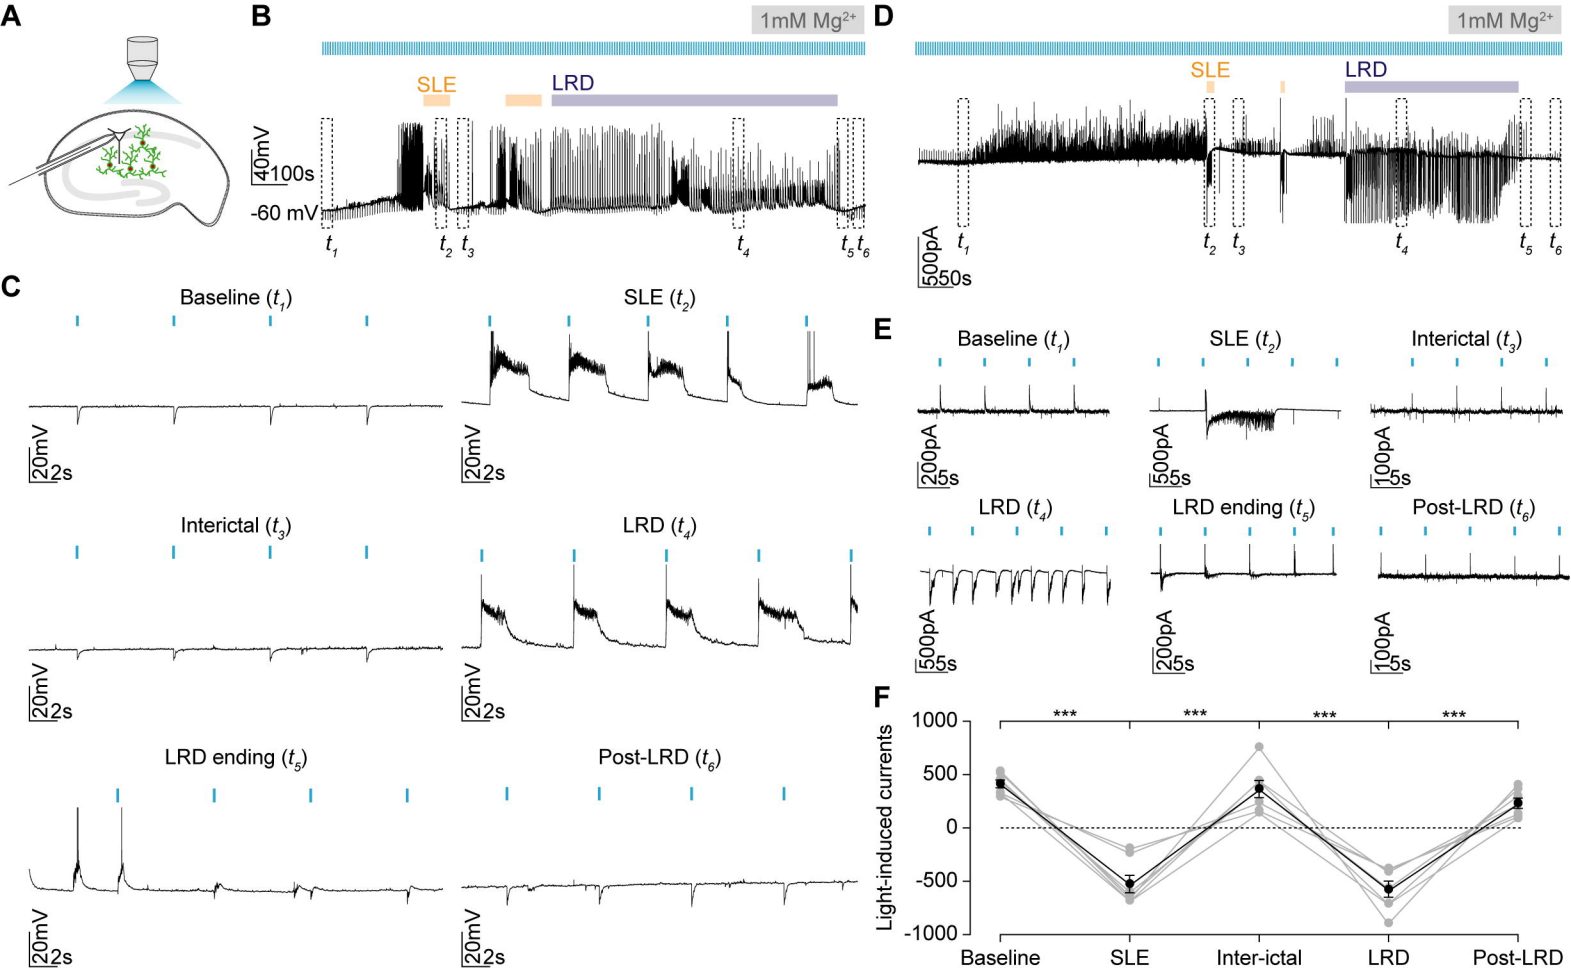 A
B
1mM Mg²⁺
SLE
LRD
40mV
100s
-60 mV
t₁
t₂
t₃
t₄
t₅
t₆
D
1mM Mg²⁺
SLE
LRD
500pA
50s
t₁
t₂
t₃
t₄
t₅
t₆
C
Baseline (t₁)
SLE (t₂)
20mV
2s
20mV
2s
Interictal (t₃)
LRD (t₄)
20mV
2s
20mV
2s
LRD ending (t₅)
Post-LRD (t₆)
20mV
2s
20mV
2s
E
Baseline (t₁)
SLE (t₂)
Interictal (t₃)
200pA
5s
500pA
5s
100pA
5s
LRD (t₄)
LRD ending (t₅)
Post-LRD (t₆)
500pA
5s
200pA
5s
100pA
5s
F
Light-induced currents
1000
500
0
-500
-1000
***
***
***
***
Baseline
SLE
Inter-ictal
LRD
Post-LRD